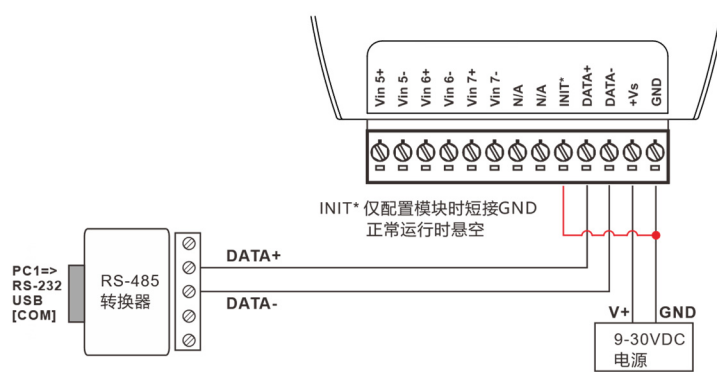 Vin 5+
Vin 5-
Vin 6+
Vin 6-
Vin 7+
Vin 7-
N/A
N/A
INIT*
DATA+
DATA-
+Vs
GND
INIT* 仅配置模块时短接GND
正常运行时悬空
PC1=>
RS-232
USB
[COM]
RS-485
转换器
DATA+
DATA-
V+
GND
9-30VDC
电源